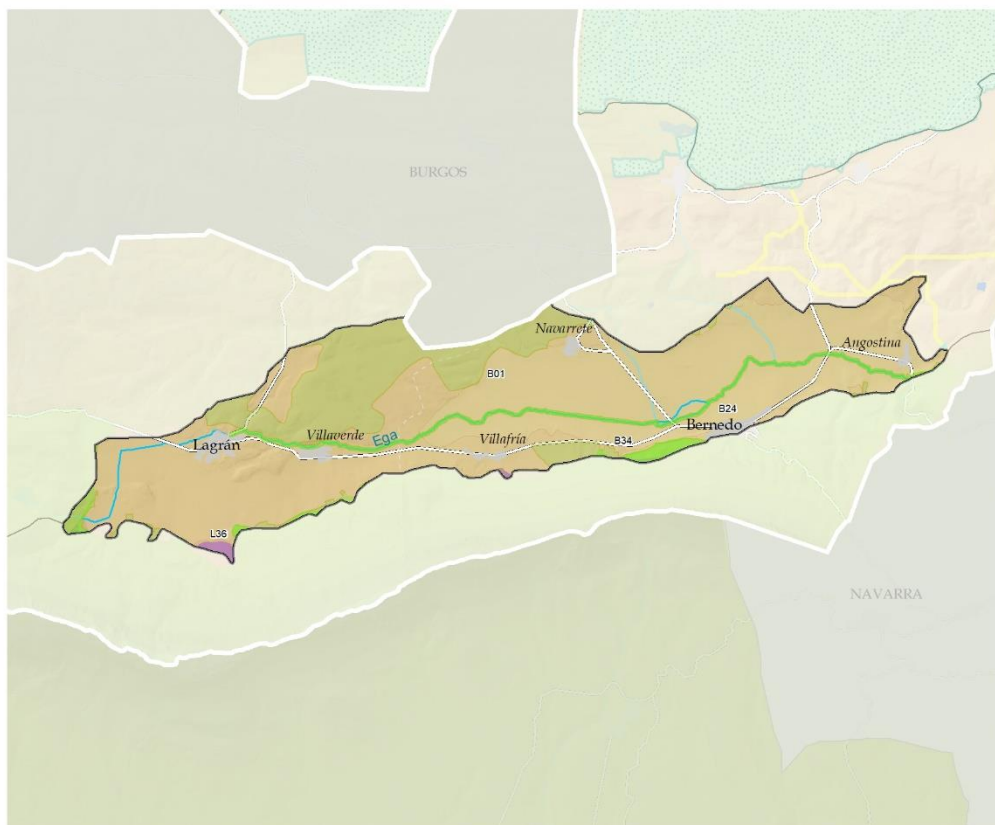 BURGOS
Navarrete
Angostina
B01
B24
Villaverde
Ega
Villafría
B34
Bernedo
Lagrán
L36
NAVARRA